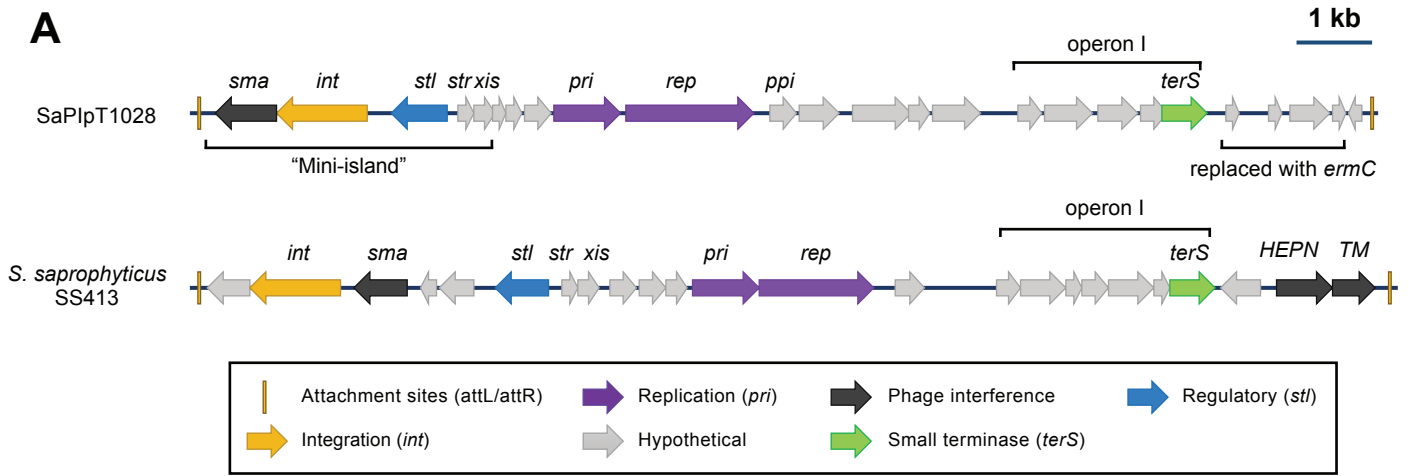 A
1 kb
operon I
sma int stl str xis pri rep ppi terS
SaPIpT1028
“Mini-island”
replaced with ermC
operon I
int sma stl str xis pri rep terS HEPN TM
S. saprophyticus
SS413
Attachment sites (attL/attR)
Replication (pri)
Phage interference
Regulatory (stl)
Integration (int)
Hypothetical
Small terminase (terS)